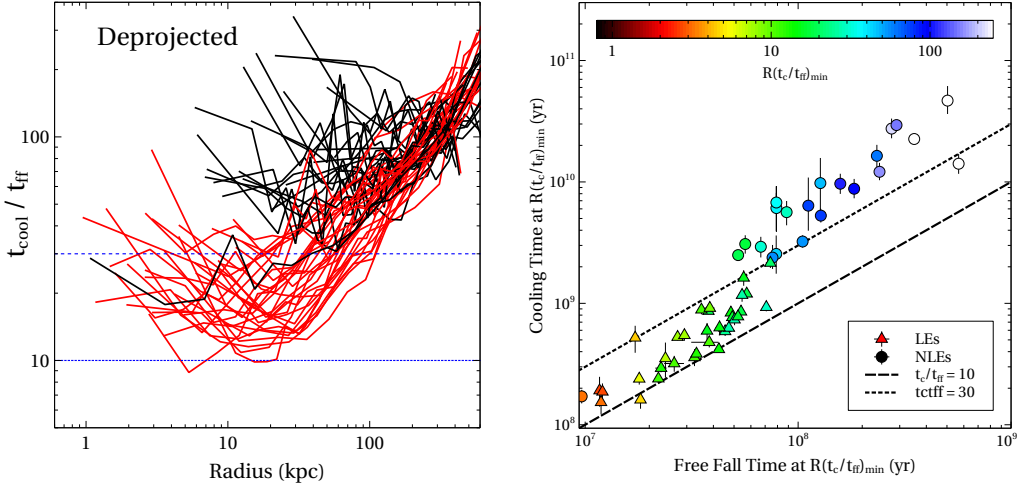 Deprojected
t_cool / t_ff
100
10
1
10
100
Radius (kpc)
1
10
100
R(t_c/t_ff)_min
Cooling Time at R(t_c/t_ff)_min (yr)
10^11
10^10
10^9
10^8
LEs
NLEs
t_c/t_ff = 10
tctff = 30
10^7
10^8
10^9
Free Fall Time at R(t_c/t_ff)_min (yr)